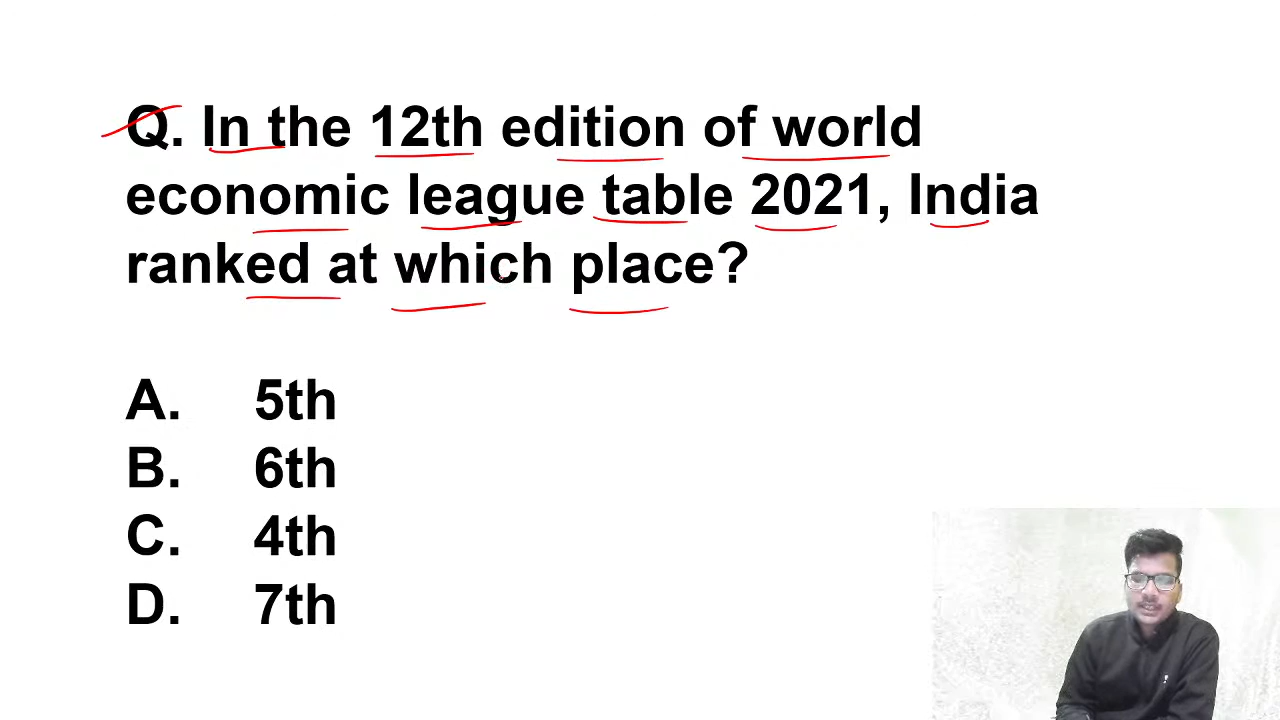 Q. In the 12th edition of world
economic league table 2021, India
ranked at which place?
A. 5th
B. 6th
C. 4th
D. 7th